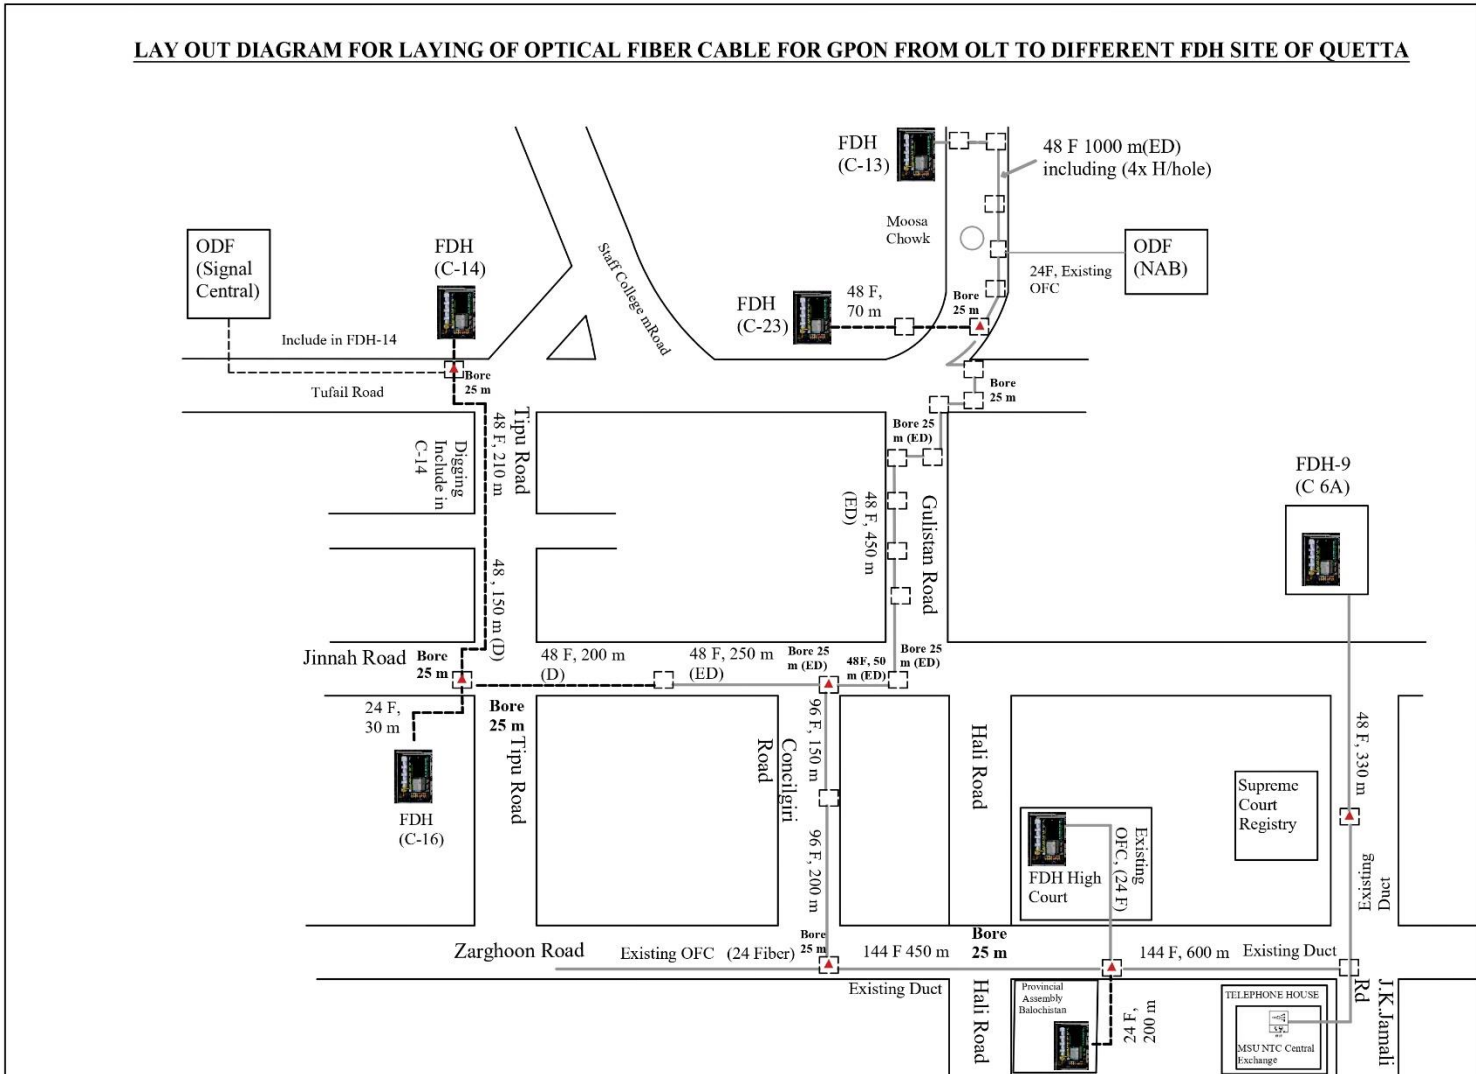 LAY OUT DIAGRAM FOR LAYING OF OPTICAL FIBER CABLE FOR GPON FROM OLT TO DIFFERENT FDH SITE OF QUETTA
FDH
(C-13)
48 F 1000 m(ED)
including (4x H/hole)
Moosa
Chowk
ODF
(Signal
Central)
FDH
(C-14)
Staff College mRoad
ODF
(NAB)
24F, Existing
OFC
FDH
(C-23)
48 F,
70 m
Bore
25 m
Include in FDH-14
Tufail Road
Bore
25 m
Bore
25 m
Tipu Road
48 F, 210 m
Digging
Include in
C-14
Bore 25
m (ED)
48 F, 450 m
(ED)
Gulistan Road
FDH-9
(C 6A)
48 , 150 m (D)
Jinnah Road
Bore
25 m
48 F, 200 m
(D)
48 F, 250 m
(ED)
Bore 25
m (ED)
48F, 50
m (ED)
Bore 25
m (ED)
24 F,
30 m
Bore
25 m
Tipu Road
FDH
(C-16)
96 F, 150 m
Concilgiri
Road
96 F, 200 m
Hali Road
48 F, 330 m
Supreme
Court
Registry
FDH High
Court
Existing
OFC, (24 F)
Duct
Existing
Zarghoon Road
Existing OFC (24 Fiber)
Bore
25 m
144 F 450 m
Bore
25 m
144 F, 600 m
Existing Duct
Existing Duct
Hali Road
Provincial
Assembly
Balochistan
24 F,
200 m
TELEPHONE HOUSE
MSU NTC Central
Exchange
J.K.Jamali
Rd